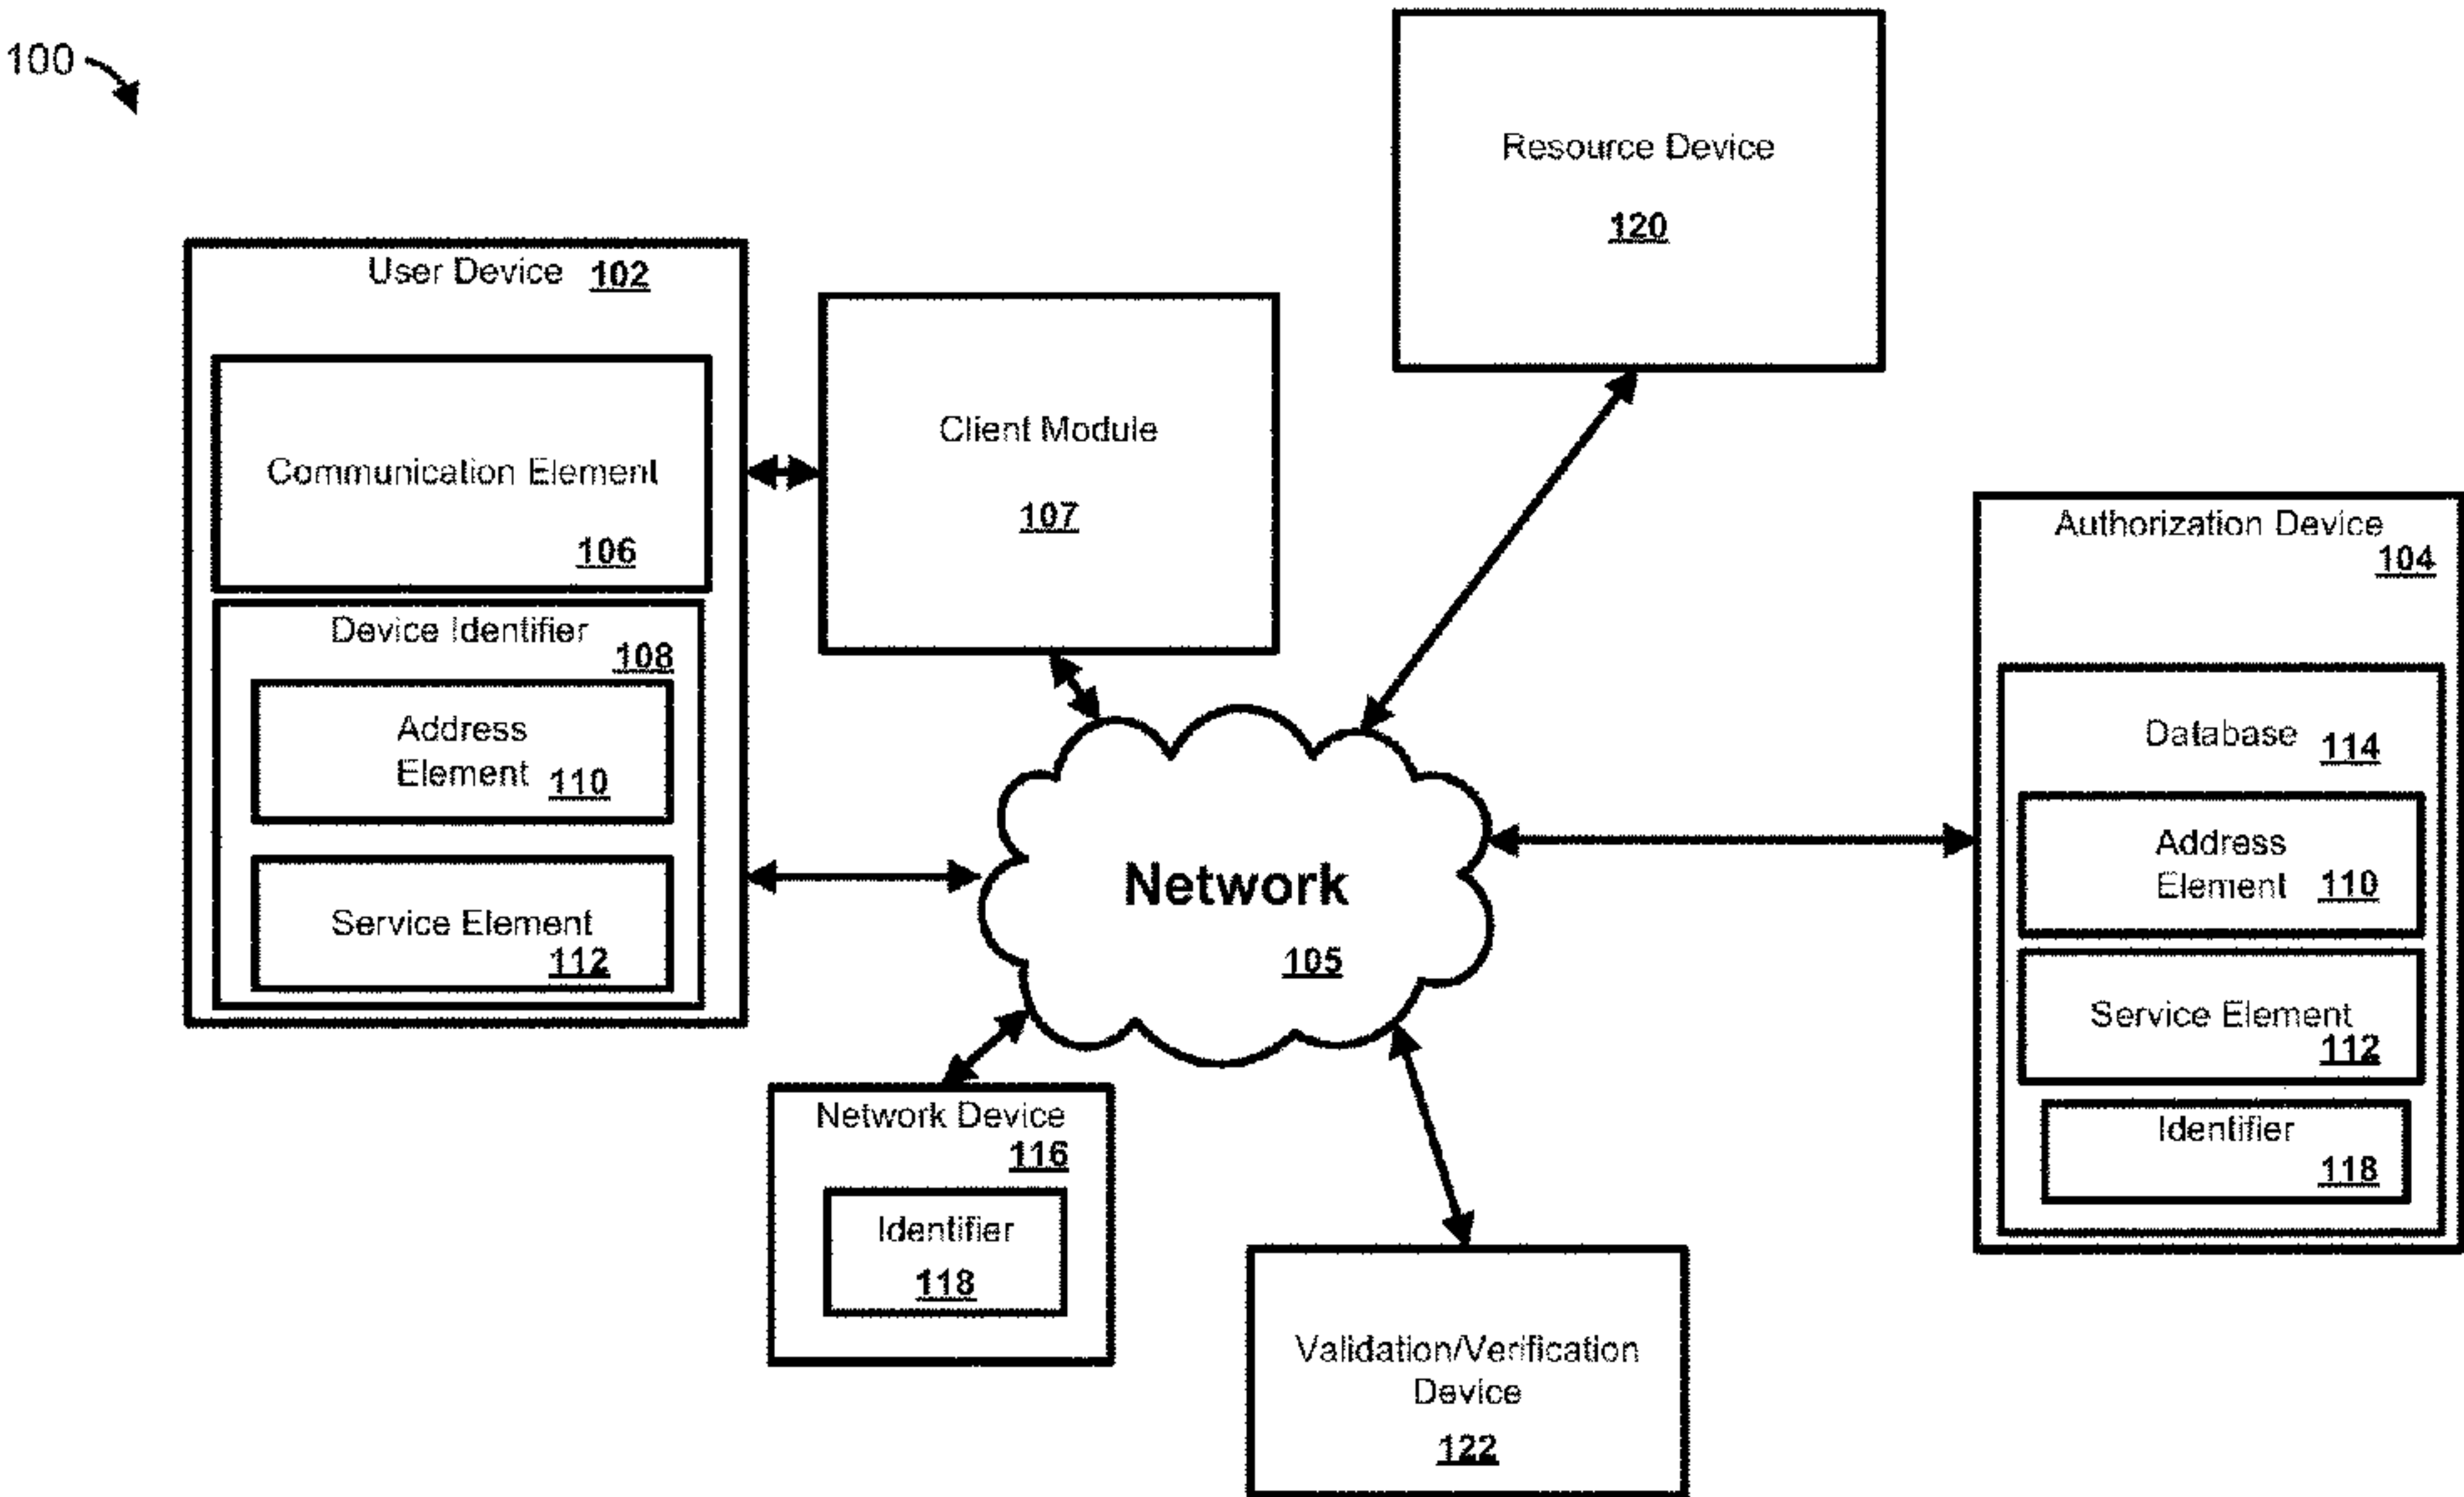 100
Resource Device
120
User Device 102
Communication Element
106
Device Identifier
108
Address
Element 110
Service Element
112
Client Module
107
Authorization Device
104
Database 114
Address
Element 110
Service Element
112
Identifier
118
Network
105
Network Device
116
Identifier
118
Validation/Verification
Device
122